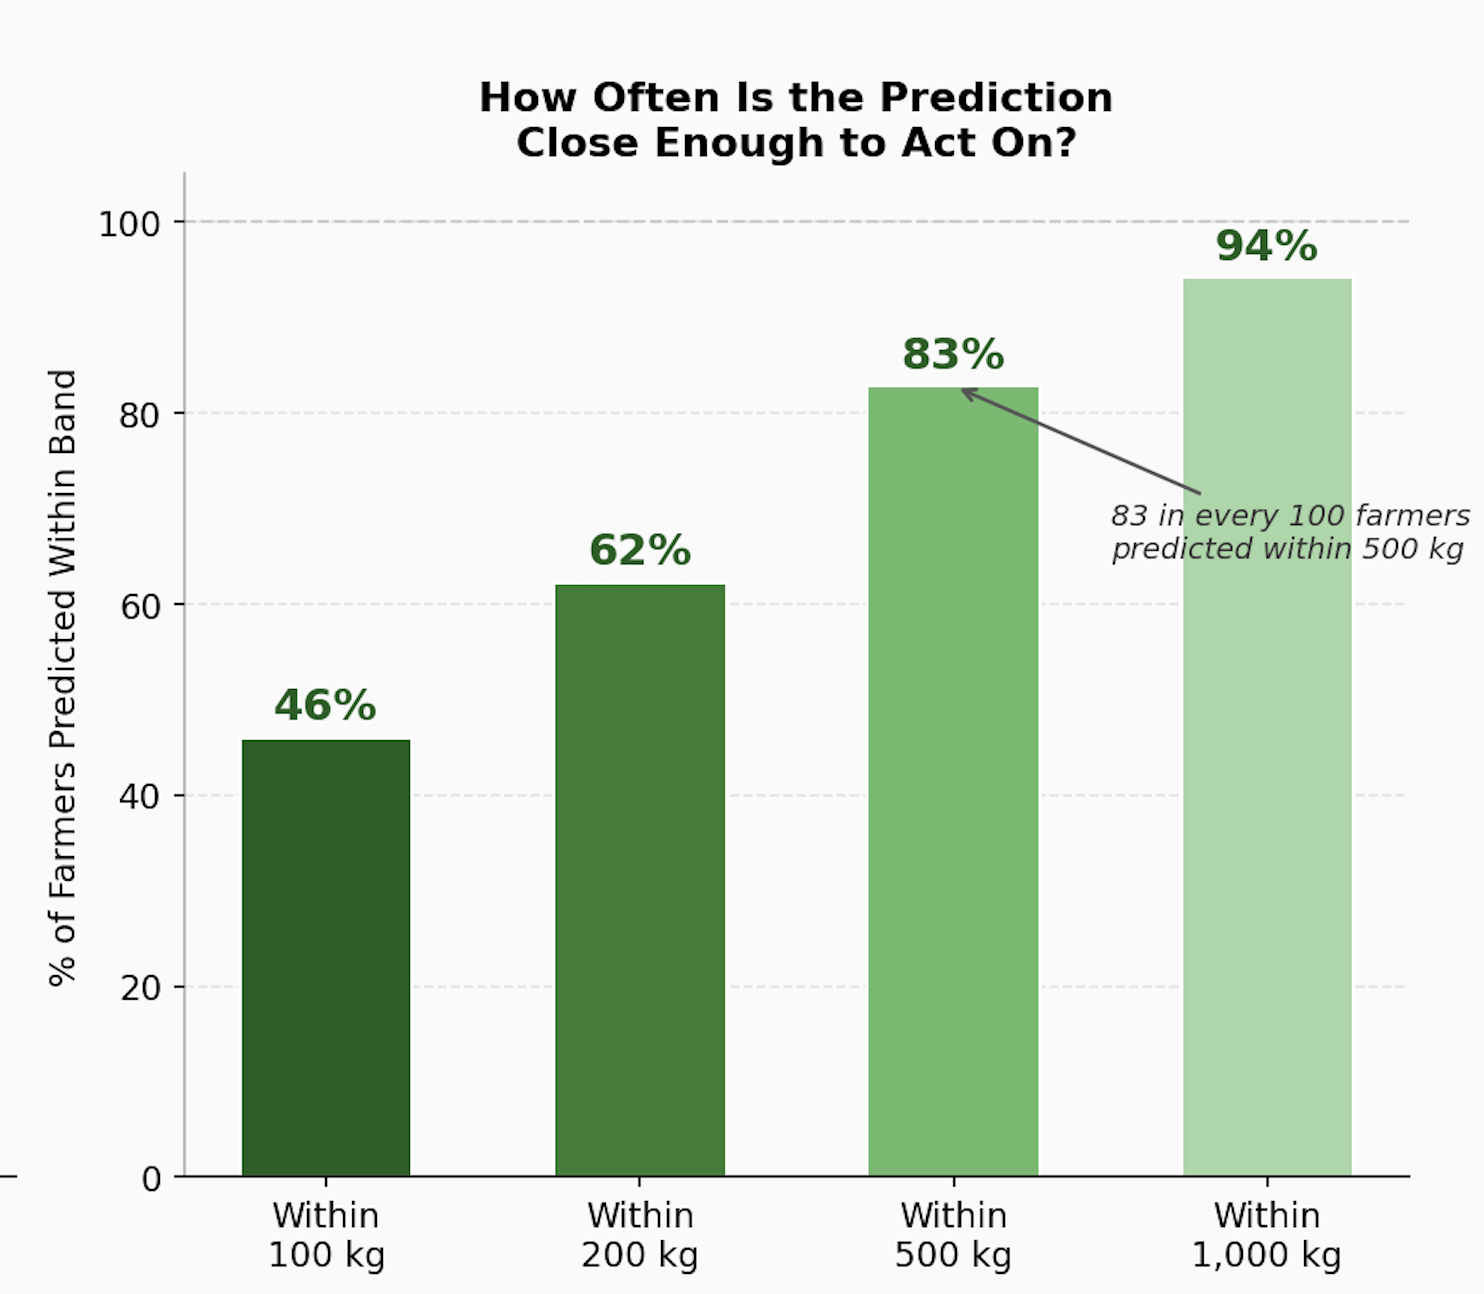 How Often Is the Prediction
Close Enough to Act On?
% of Farmers Predicted Within Band
100
80
60
40
20
0
46%
62%
83%
94%
83 in every 100 farmers
predicted within 500 kg
Within
100 kg
Within
200 kg
Within
500 kg
Within
1,000 kg